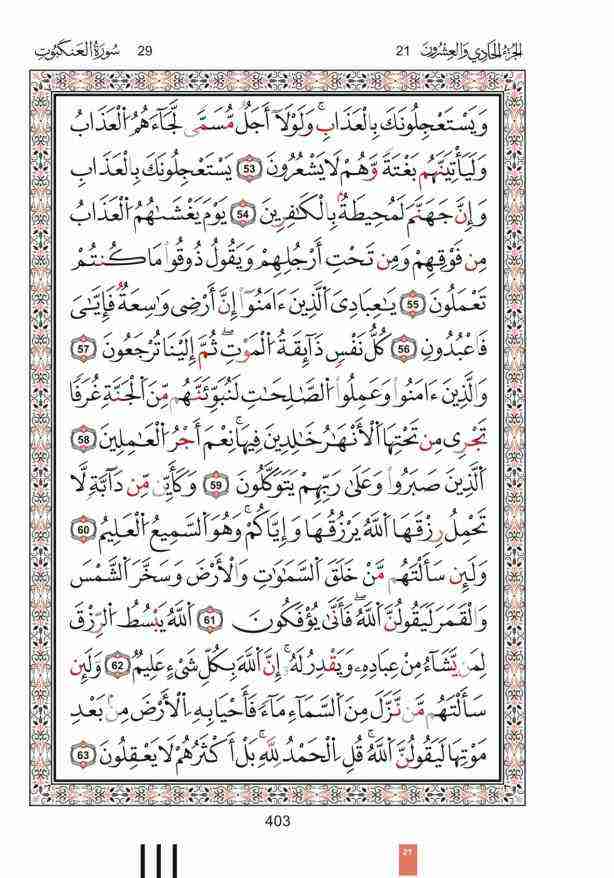 الجزء الحادي والعشرون 21 29 سورة العنكبوت
وَيَسْتَعْجِلُونَكَ بِالْعَذَابِ ۚ وَلَوْلَآ أَجَلٌ مُّسَمًّى لَّجَآءَهُمُ الْعَذَابُ
وَلَيَأْتِيَنَّهُم بَغْتَةً وَهُمْ لَا يَشْعُرُونَ 53 يَسْتَعْجِلُونَكَ بِالْعَذَابِ
وَإِنَّ جَهَنَّمَ لَمُحِيطَةٌۢ بِالْكَٰفِرِينَ 54 يَوْمَ يَغْشَىٰهُمُ الْعَذَابُ
مِن فَوْقِهِمْ وَمِن تَحْتِ أَرْجُلِهِمْ وَيَقُولُ ذُوقُوا۟ مَا كُنتُمْ
تَعْمَلُونَ 55 يَٰعِبَادِىَ الَّذِينَ ءَامَنُوٓا۟ إِنَّ أَرْضِى وَٰسِعَةٌ فَإِيَّٰىَ
فَاعْبُدُونِ 56 كُلُّ نَفْسٍ ذَآئِقَةُ الْمَوْتِ ۖ ثُمَّ إِلَيْنَا تُرْجَعُونَ 57
وَالَّذِينَ ءَامَنُوا۟ وَعَمِلُوا۟ الصَّٰلِحَٰتِ لَنُبَوِّئَنَّهُم مِّنَ الْجَنَّةِ غُرَفًا
تَجْرِى مِن تَحْتِهَا الْأَنْهَٰرُ خَٰلِدِينَ فِيهَا ۚ نِعْمَ أَجْرُ الْعَٰمِلِينَ 58
الَّذِينَ صَبَرُوا۟ وَعَلَىٰ رَبِّهِمْ يَتَوَكَّلُونَ 59 وَكَأَيِّن مِّن دَآبَّةٍ لَّا
تَحْمِلُ رِزْقَهَا اللَّهُ يَرْزُقُهَا وَإِيَّاكُمْ ۚ وَهُوَ السَّمِيعُ الْعَلِيمُ 60
وَلَئِن سَأَلْتَهُم مَّنْ خَلَقَ السَّمَٰوَٰتِ وَالْأَرْضَ وَسَخَّرَ الشَّمْسَ
وَالْقَمَرَ لَيَقُولُنَّ اللَّهُ ۖ فَأَنَّىٰ يُؤْفَكُونَ 61 اللَّهُ يَبْسُطُ الرِّزْقَ
لِمَن يَشَآءُ مِنْ عِبَادِهِۦ وَيَقْدِرُ لَهُۥٓ ۚ إِنَّ اللَّهَ بِكُلِّ شَىْءٍ عَلِيمٌ 62 وَلَئِن
سَأَلْتَهُم مَّن نَّزَّلَ مِنَ السَّمَآءِ مَآءً فَأَحْيَا بِهِ الْأَرْضَ مِنۢ بَعْدِ
مَوْتِهَا لَيَقُولُنَّ اللَّهُ ۚ قُلِ الْحَمْدُ لِلَّهِ ۚ بَلْ أَكْثَرُهُمْ لَا يَعْقِلُونَ 63
403
21